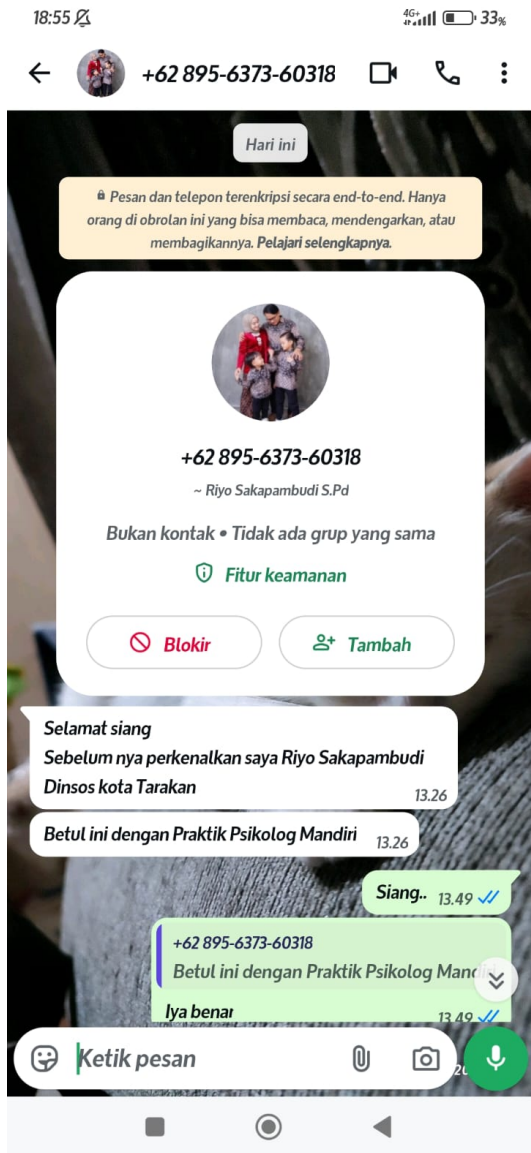 18:55
4G+
33%
+62 895-6373-60318
Hari ini
Pesan dan telepon terenkripsi secara end-to-end. Hanya
orang di obrolan ini yang bisa membaca, mendengarkan, atau
membagikannya. Pelajari selengkapnya.
+62 895-6373-60318
~ Riyo Sakapambudi S.Pd
Bukan kontak • Tidak ada grup yang sama
Fitur keamanan
Blokir
Tambah
Selamat siang
Sebelum nya perkenalkan saya Riyo Sakapambudi
Dinsos kota Tarakan
13.26
Betul ini dengan Praktik Psikolog Mandiri
13.26
Siang..
13.49
+62 895-6373-60318
Betul ini dengan Praktik Psikolog
Iya benar
13.49
Ketik pesan